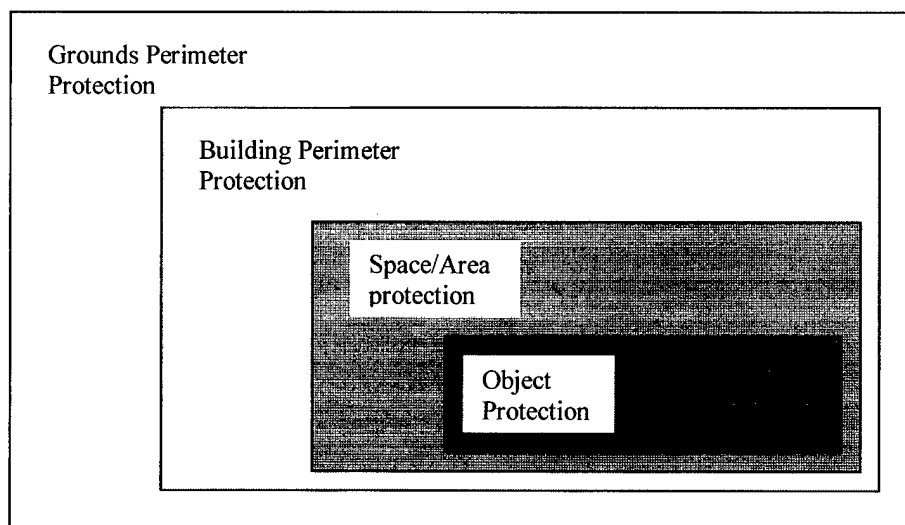 Grounds Perimeter
Protection
Building Perimeter
Protection
Space/Area
protection
Object
Protection